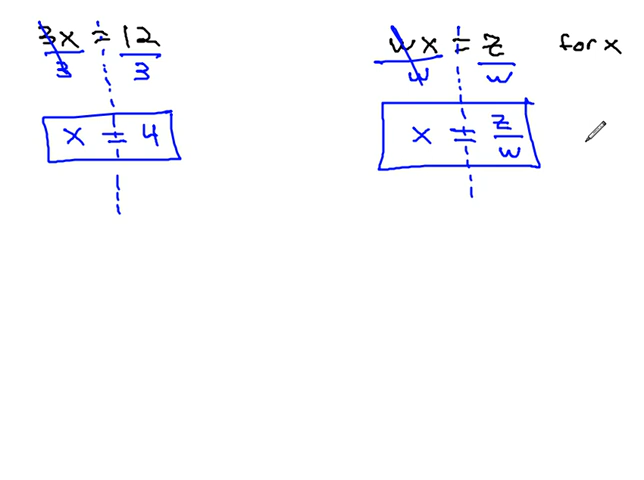 3x = 12
3 3
x = 4
wx = z for x
w w
x = z/w